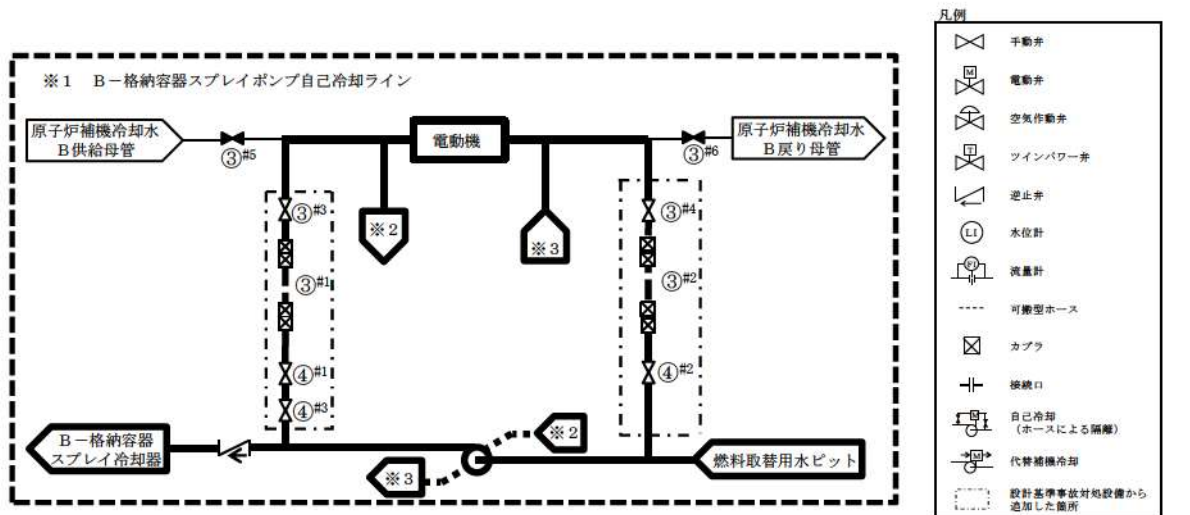 ※1 B-格納容器スプレイポンプ自己冷却ライン
原子炉補機冷却水
B供給母管
③#5
電動機
③#6
原子炉補機冷却水
B戻り母管
③#3
※2
※3
③#4
③#1
③#2
④#1
④#2
④#3
B-格納容器
スプレイ冷却器
※2
※3
燃料取替用水ピット
凡例
手動弁
M
電動弁
空気作動弁
T
ツインパワー弁
逆止弁
LI
水位計
FI
流量計
可搬型ホース
カプラ
接続口
M
自己冷却
(ホースによる隔離)
M
代替補機冷却
設計基準事故対処設備から
追加した箇所